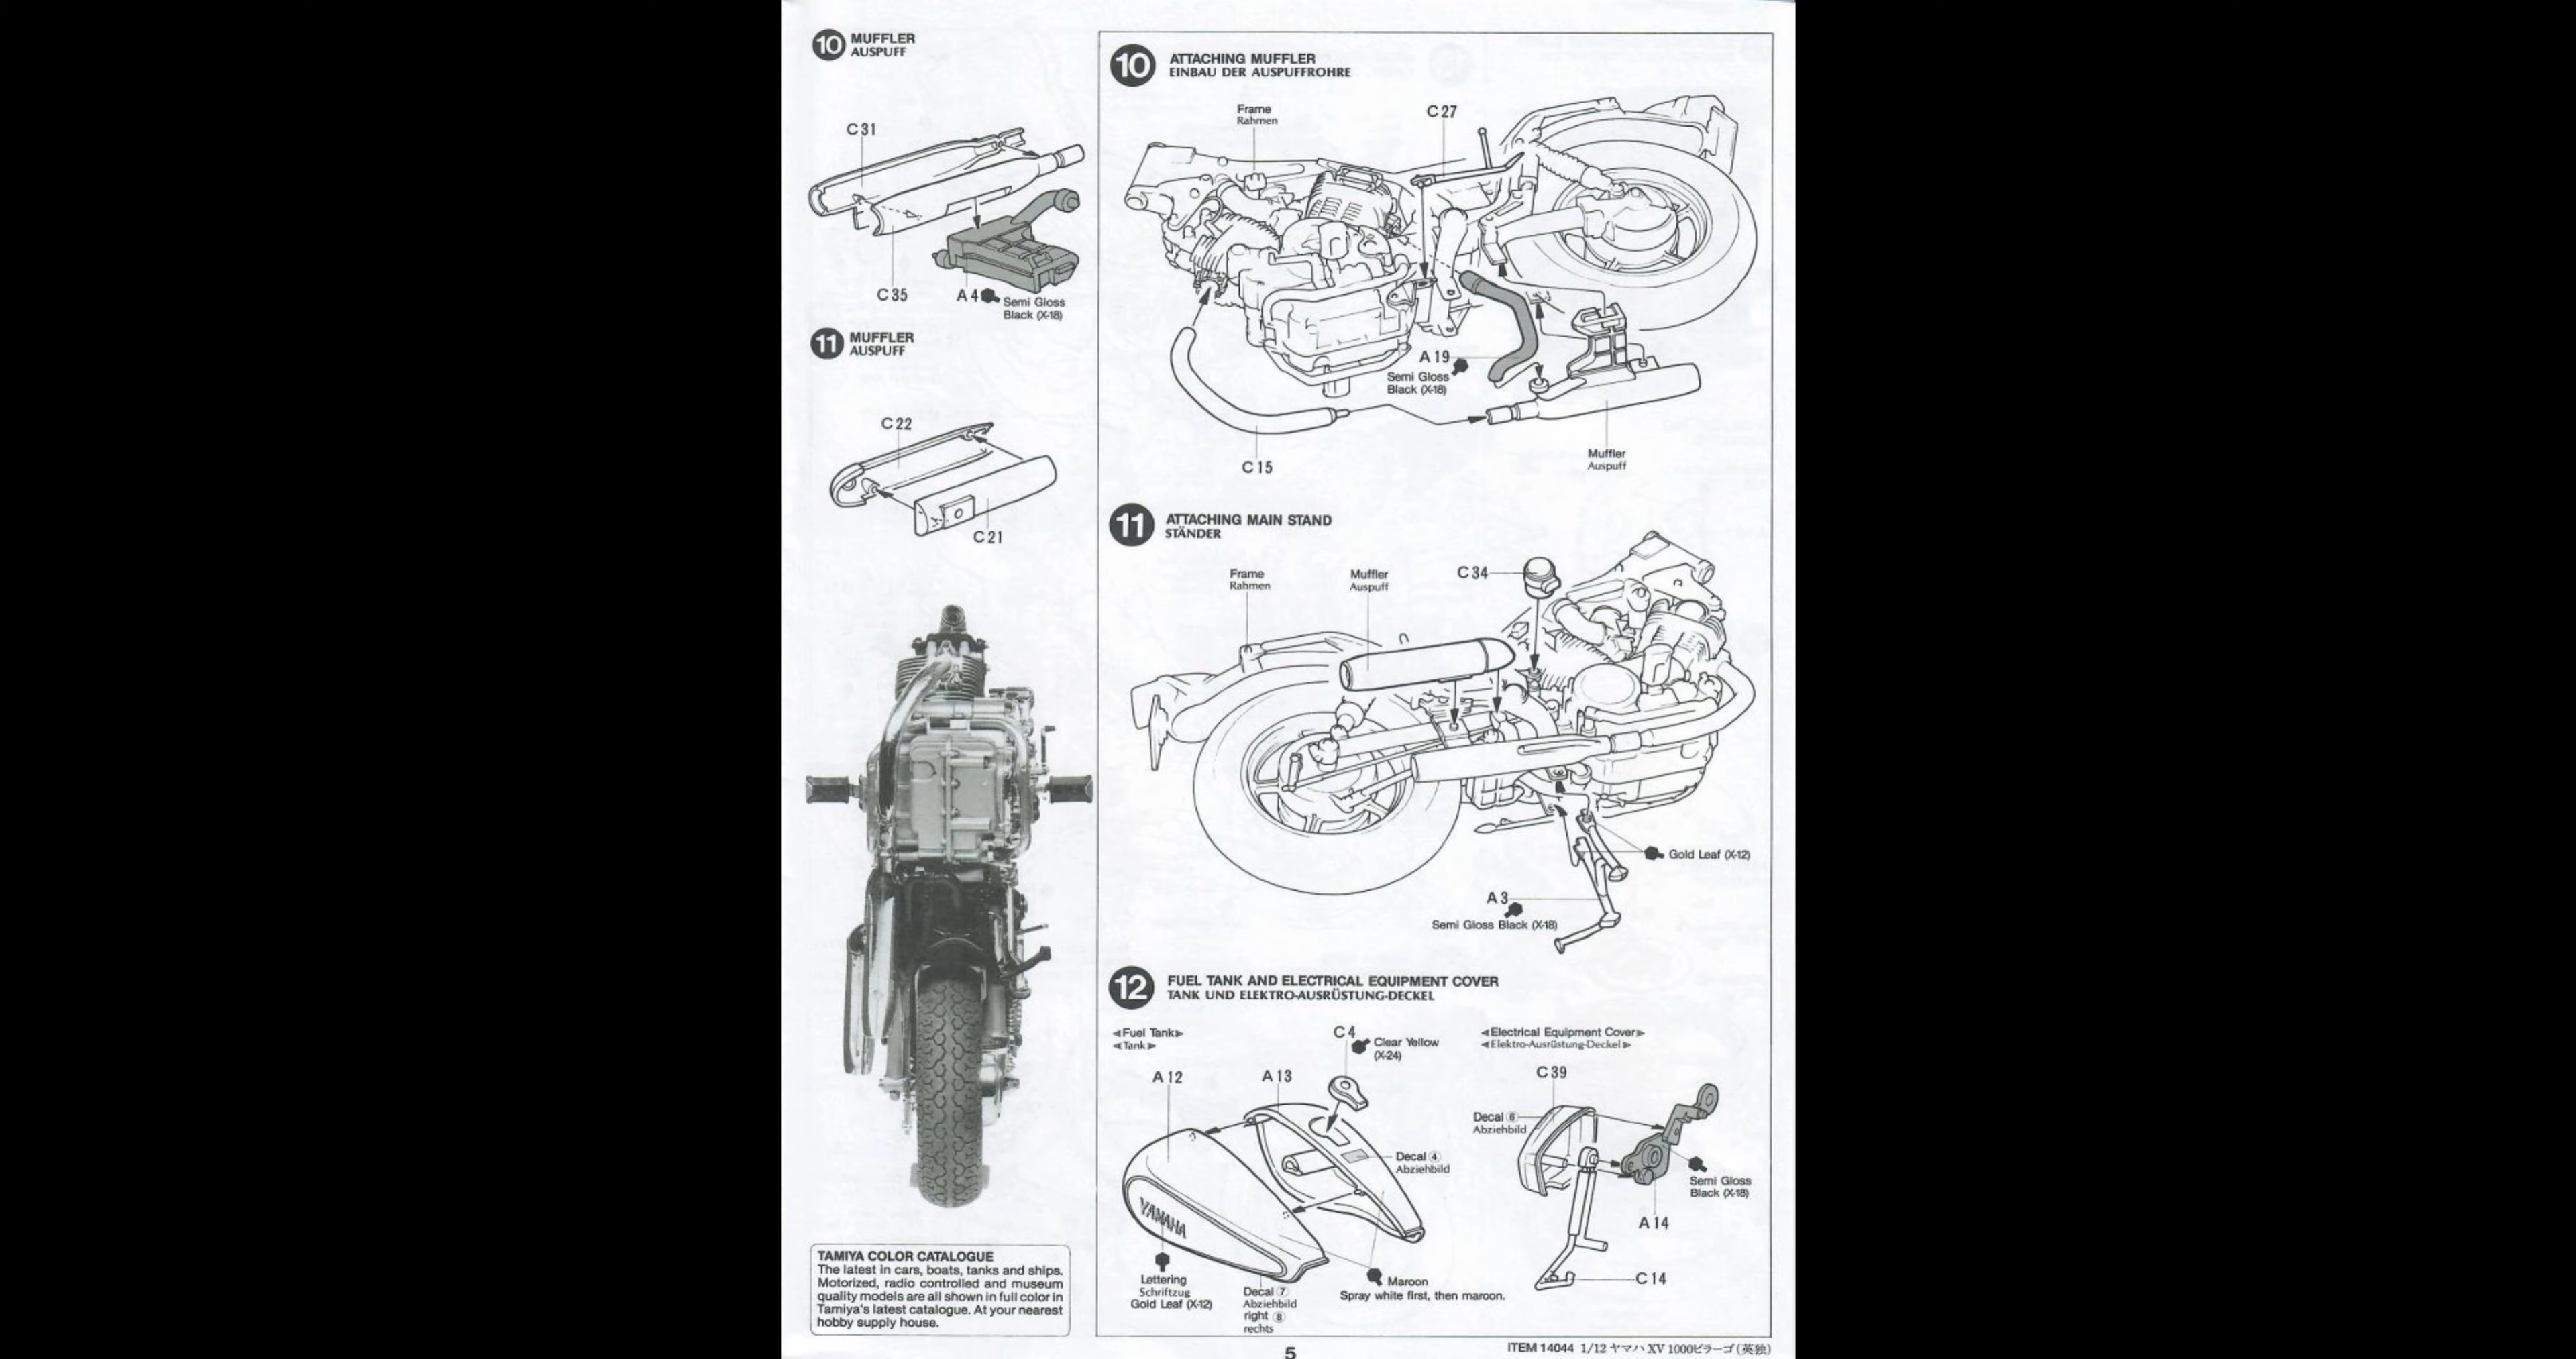 10 MUFFLER
AUSPUFF
C31
C35
A4
Semi Gloss
Black (X-18)
11 MUFFLER
AUSPUFF
C22
C21
TAMIYA COLOR CATALOGUE
The latest in cars, boats, tanks and ships.
Motorized, radio controlled and museum
quality models are all shown in full color in
Tamiya's latest catalogue. At your nearest
hobby supply house.
10 ATTACHING MUFFLER
EINBAU DER AUSPUFFROHRE
Frame
Rahmen
C27
A19
Semi Gloss
Black (X-18)
C15
Muffler
Auspuff
11 ATTACHING MAIN STAND
STÄNDER
Frame
Rahmen
Muffler
Auspuff
C34
Gold Leaf (X-12)
A3
Semi Gloss Black (X-18)
12 FUEL TANK AND ELECTRICAL EQUIPMENT COVER
TANK UND ELEKTRO-AUSRÜSTUNG-DECKEL
◄Fuel Tank►
◄Tank►
C4
Clear Yellow
(X-24)
A12
A13
Decal ④
Abziehbild
YAMAHA
Lettering
Schriftzug
Gold Leaf (X-12)
Decal ⑦
Abziehbild
right ⑧
rechts
Maroon
Spray white first, then maroon.
◄Electrical Equipment Cover►
◄Elektro-Ausrüstung-Deckel►
C39
Decal ⑥
Abziehbild
Semi Gloss
Black (X-18)
A14
C14
5
ITEM 14044 1/12 ヤマハ XV 1000ビラーゴ (英独)